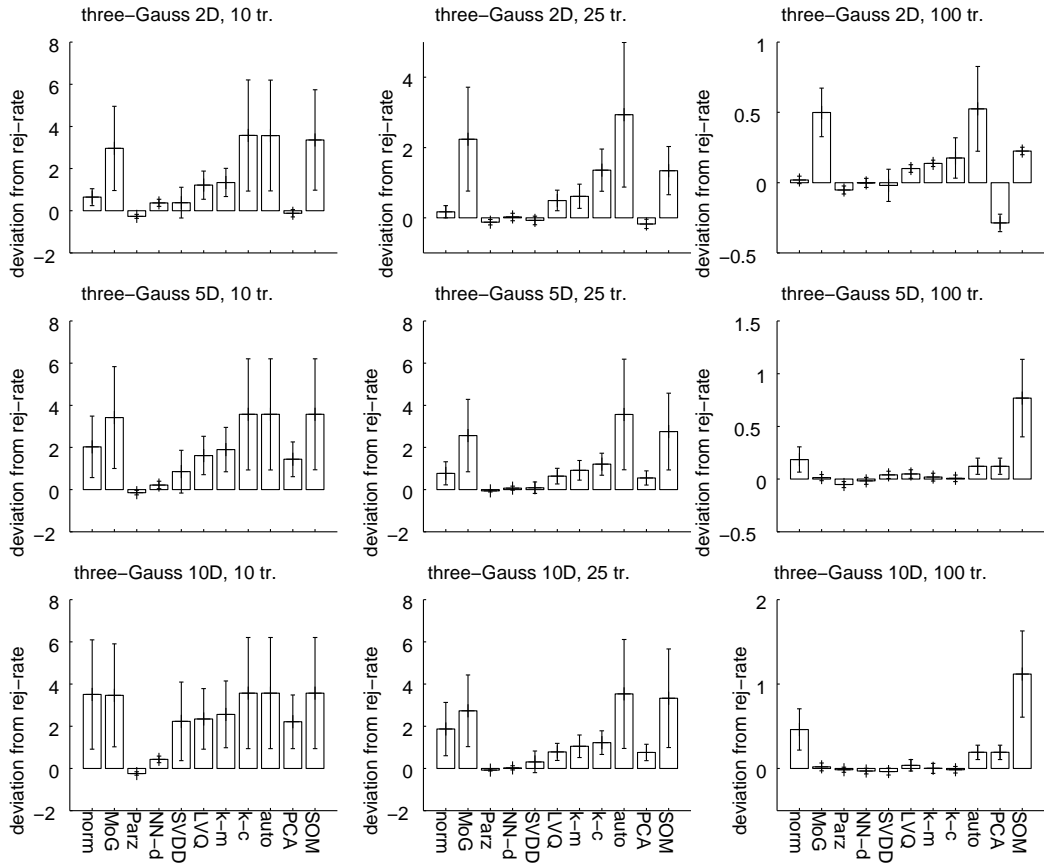 three−Gauss 2D, 10 tr.
three−Gauss 2D, 25 tr.
three−Gauss 2D, 100 tr.
deviation from rej−rate
8
6
4
2
0
−2
deviation from rej−rate
4
2
0
deviation from rej−rate
1
0.5
0
−0.5
three−Gauss 5D, 10 tr.
three−Gauss 5D, 25 tr.
three−Gauss 5D, 100 tr.
deviation from rej−rate
8
6
4
2
0
−2
deviation from rej−rate
8
6
4
2
0
−2
deviation from rej−rate
1.5
1
0.5
0
−0.5
three−Gauss 10D, 10 tr.
three−Gauss 10D, 25 tr.
three−Gauss 10D, 100 tr.
deviation from rej−rate
8
6
4
2
0
−2
deviation from rej−rate
8
6
4
2
0
−2
deviation from rej−rate
2
1
0
norm
MoG
Parz
NN−d
SVDD
LVQ
k−m
k−c
auto
PCA
SOM
norm
MoG
Parz
NN−d
SVDD
LVQ
k−m
k−c
auto
PCA
SOM
norm
MoG
Parz
NN−d
SVDD
LVQ
k−m
k−c
auto
PCA
SOM